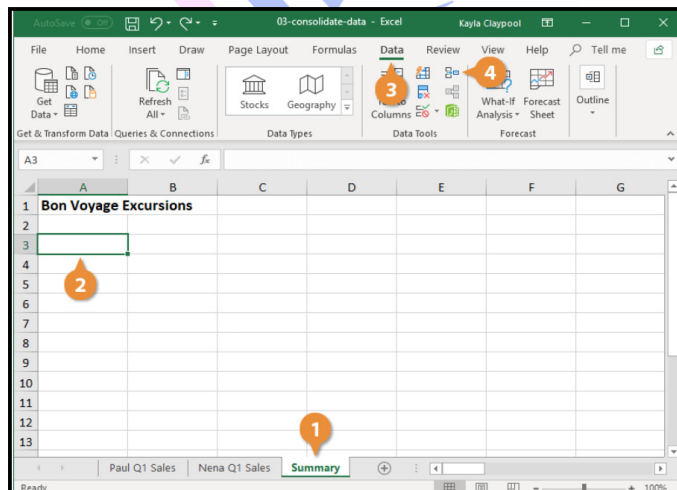 AutoSave Off 03-consolidate-data - Excel Kayla Claypool
File Home Insert Draw Page Layout Formulas Data Review View Help Tell me
3 4
Get Data Refresh All Stocks Geography Columns What-If Analysis Forecast Sheet Outline
Get & Transform Data Queries & Connections Data Types Data Tools Forecast
A3 fx
A B C D E F G
1 Bon Voyage Excursions
2
3
4
5 2
6
7
8
9
10
11
12 1
13
Paul Q1 Sales Nena Q1 Sales Summary
Ready 100%